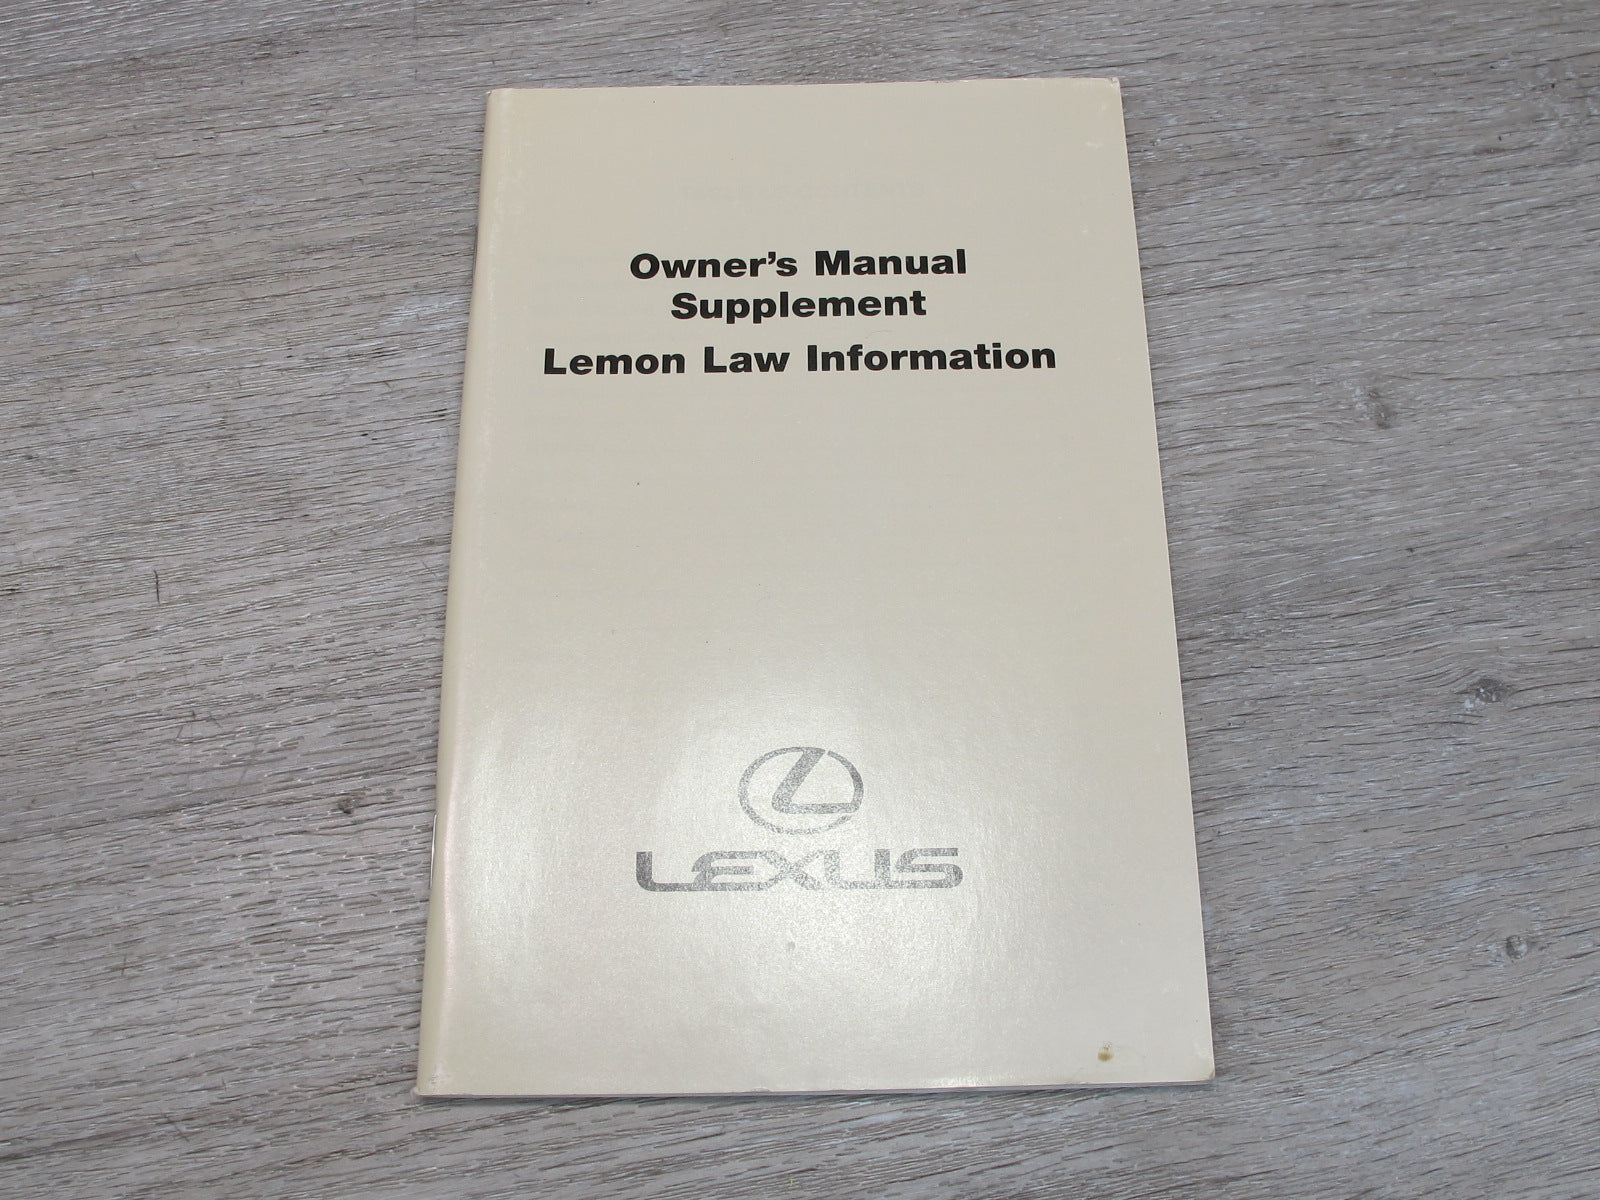 Owner's Manual
Supplement
Lemon Law Information
LEXUS